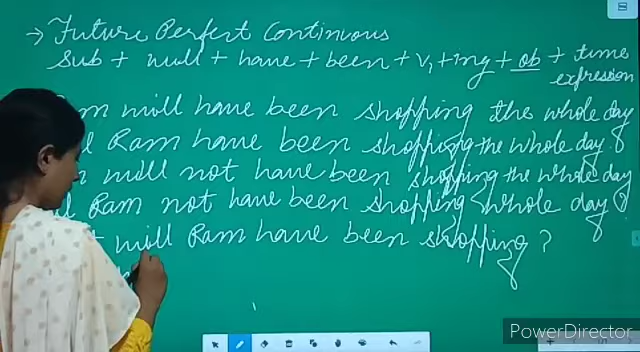 → Future Perfect Continuous
Sub + will + have + been + V₁ + ing + ob + time
expression
Ram will have been shopping the whole day
Ram have been shopping the whole day?
will not have been shopping the whole day
Ram not have been shopping whole day?
will Ram have been shopping?
PowerDirector